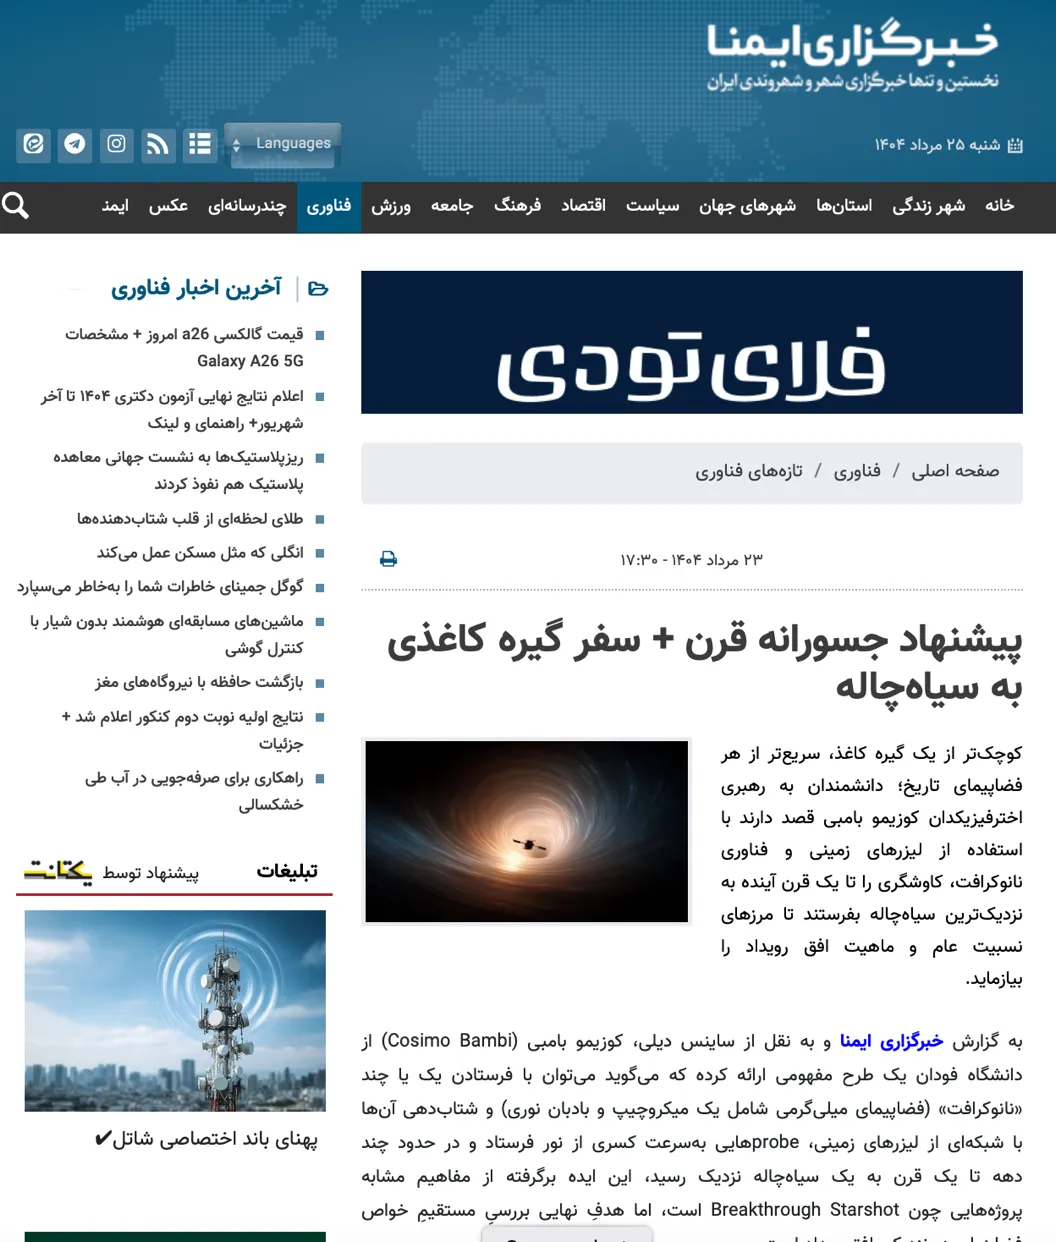 خبرگزاری ایمنا
نخستین و تنها خبرگزاری شهر و شهروندی ایران
شنبه ۲۵ مرداد ۱۴۰۴
Languages
خانه
شهر زندگی
استان‌ها
شهرهای جهان
سیاست
اقتصاد
فرهنگ
جامعه
ورزش
فناوری
چندرسانه‌ای
عکس
ایمنـ
فلای تودی
صفحه اصلی / فناوری / تازه‌های فناوری
۲۳ مرداد ۱۴۰۴ - ۱۷:۳۰
پیشنهاد جسورانه قرن + سفر گیره کاغذی
به سیاه‌چاله
کوچک‌تر از یک گیره کاغذ، سریع‌تر از هر
فضاپیمای تاریخ؛ دانشمندان به رهبری
اخترفیزیکدان کوزیمو بامبی قصد دارند با
استفاده از لیزرهای زمینی و فناوری
نانوکرافت، کاوشگری را تا یک قرن آینده به
نزدیک‌ترین سیاه‌چاله بفرستند تا مرزهای
نسبیت عام و ماهیت افق رویداد را
بیازماید.
به گزارش خبرگزاری ایمنا و به نقل از ساینس دیلی، کوزیمو بامبی (Cosimo Bambi) از
دانشگاه فودان یک طرح مفهومی ارائه کرده که می‌گوید می‌توان با فرستادن یک یا چند
«نانوکرافت» (فضاپیمای میلی‌گرمی شامل یک میکروچیپ و بادبان نوری) و شتاب‌دهی آن‌ها
با شبکه‌ای از لیزرهای زمینی، probeهایی به‌سرعت کسری از نور فرستاد و در حدود چند
دهه تا یک قرن به یک سیاه‌چاله نزدیک رسید، این ایده برگرفته از مفاهیم مشابه
پروژه‌هایی چون Breakthrough Starshot است، اما هدفِ نهایی بررسیِ مستقیمِ خواص
آخرین اخبار فناوری
قیمت گالکسی a26 امروز + مشخصات
Galaxy A26 5G
اعلام نتایج نهایی آزمون دکتری ۱۴۰۴ تا آخر
شهریور+ راهنمای و لینک
ریزپلاستیک‌ها به نشست جهانی معاهده
پلاستیک هم نفوذ کردند
طلای لحظه‌ای از قلب شتاب‌دهنده‌ها
انگلی که مثل مسکن عمل می‌کند
گوگل جمینای خاطرات شما را به‌خاطر می‌سپارد
ماشین‌های مسابقه‌ای هوشمند بدون شیار با
کنترل گوشی
بازگشت حافظه با نیروگاه‌های مغز
نتایج اولیه نوبت دوم کنکور اعلام شد +
جزئیات
راهکاری برای صرفه‌جویی در آب طی
خشکسالی
تبلیغات
پیشنهاد توسط یکتانت
پهنای باند اختصاصی شاتل✔